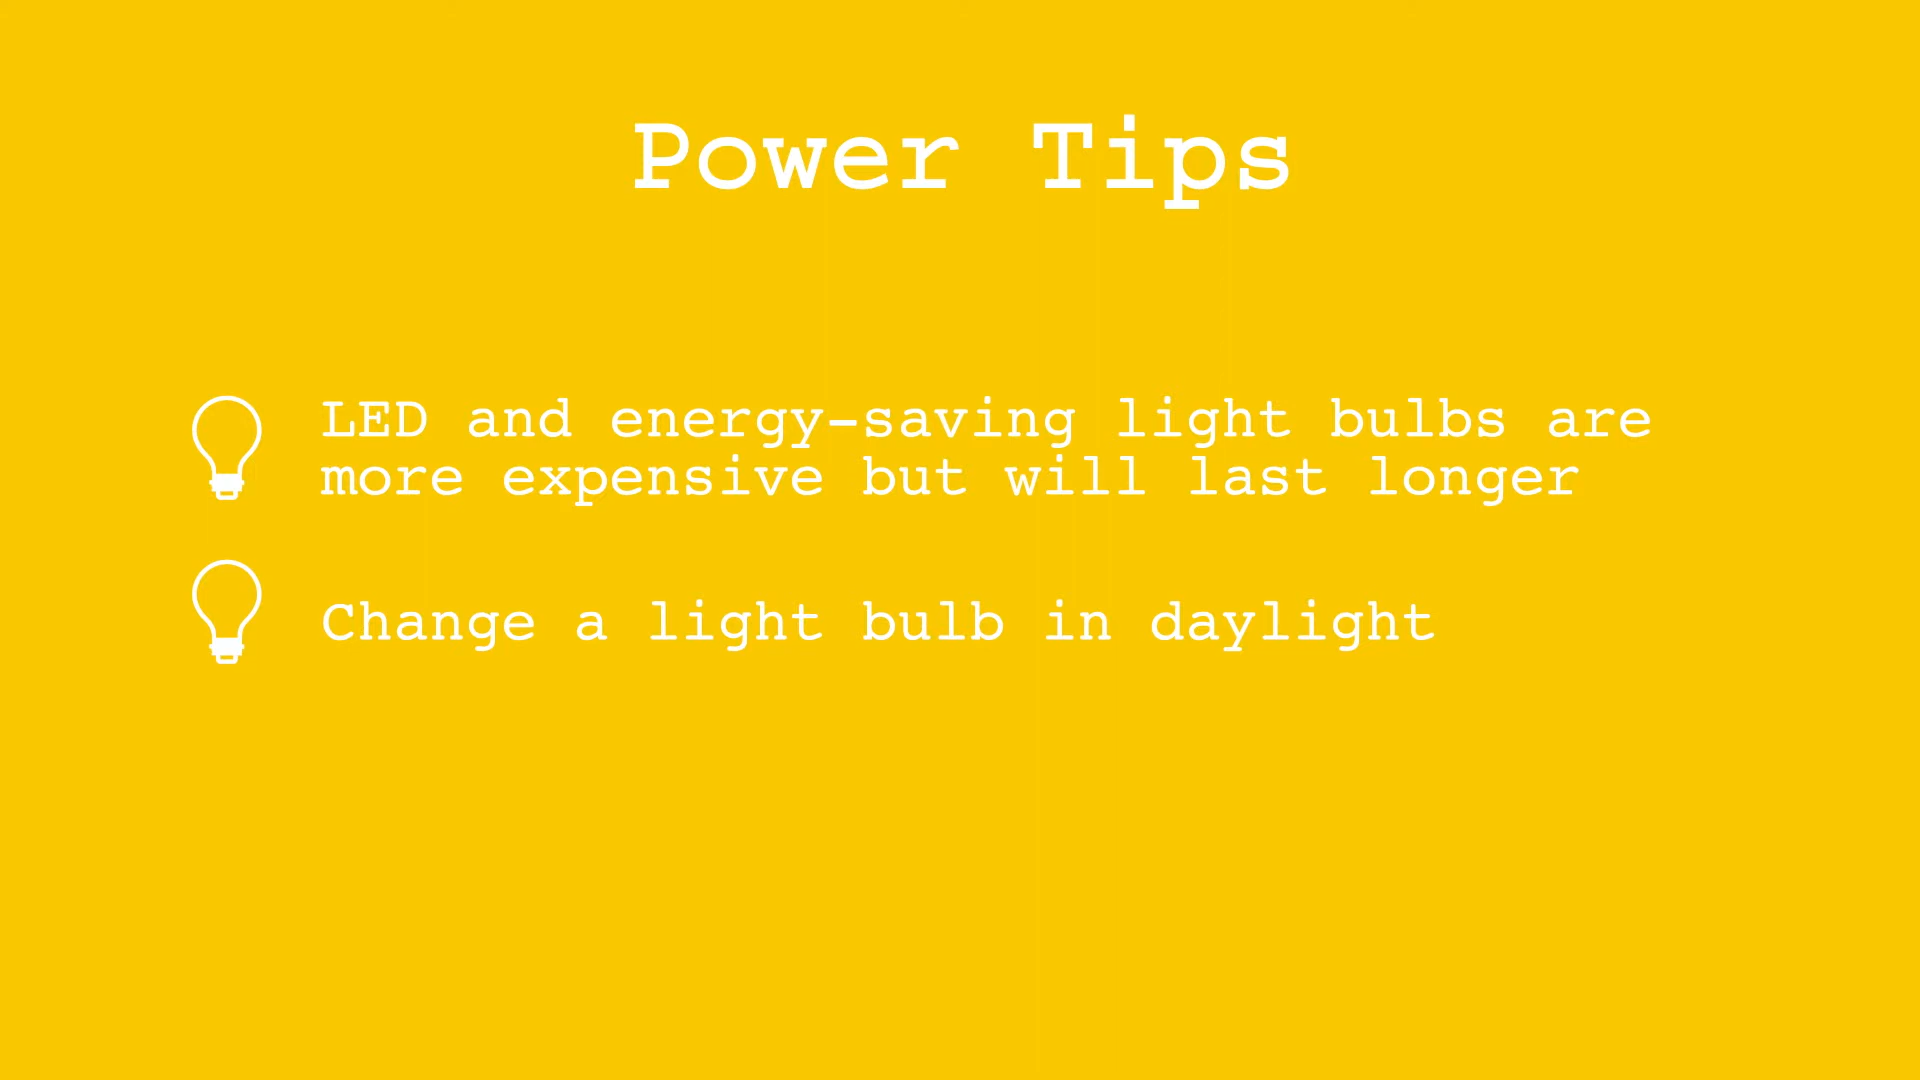 Power Tips
LED and energy-saving light bulbs are
more expensive but will last longer
Change a light bulb in daylight